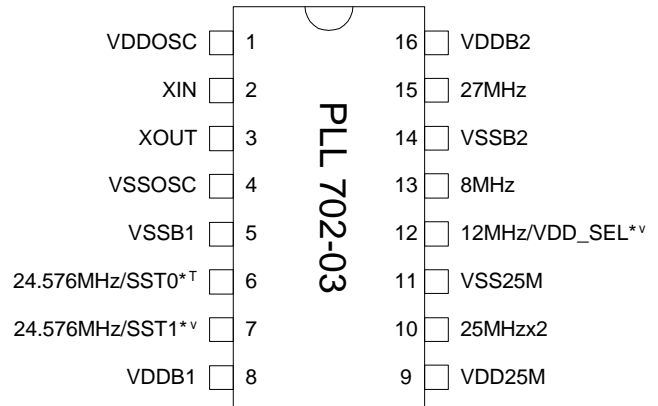 VDDOSC 1 16 VDDB2
XIN 2 15 27MHz
XOUT 3 14 VSSB2
VSSOSC 4 13 8MHz
VSSB1 5 12 12MHz/VDD_SEL*ᵛ
24.576MHz/SST0*ᵀ 6 11 VSS25M
24.576MHz/SST1*ᵛ 7 10 25MHzx2
VDDB1 8 9 VDD25M
PLL 702-03